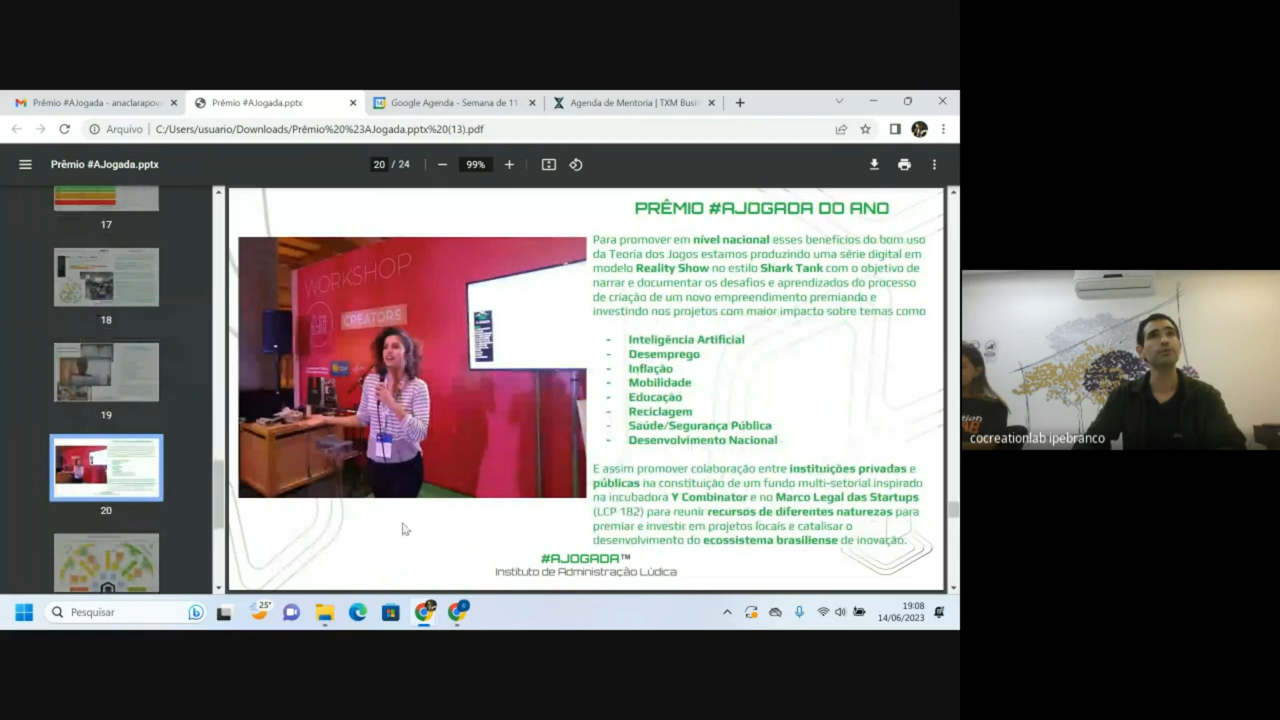 Prêmio #AJogada - anaclarapov
Prêmio #AJogada.pptx
Google Agenda - Semana de 11
Agenda de Mentoria | TXM Busi
Arquivo
C:/Users/usuario/Downloads/Prêmio%20%23AJogada.pptx%20(13).pdf
Prêmio #AJogada.pptx
20 / 24
99%
17
18
19
20
WORKSHOP
CREATORS
PRÊMIO #AJOGADA DO ANO
Para promover em nível nacional esses benefícios do bom uso
da Teoria dos Jogos estamos produzindo uma série digital em
modelo Reality Show no estilo Shark Tank com o objetivo de
narrar e documentar os desafios e aprendizados do processo
de criação de um novo empreendimento premiando e
investindo nos projetos com maior impacto sobre temas como
- Inteligência Artificial
- Desemprego
- Inflação
- Mobilidade
- Educação
- Reciclagem
- Saúde/Segurança Pública
- Desenvolvimento Nacional
E assim promover colaboração entre instituições privadas e
públicas na constituição de um fundo multi-setorial inspirado
na incubadora Y Combinator e no Marco Legal das Startups
(LCP 182) para reunir recursos de diferentes naturezas para
premiar e investir em projetos locais e catalisar o
desenvolvimento do ecossistema brasiliense de inovação.
#AJOGADA™
Instituto de Administração Lúdica
cocreationlab ipebranco
Pesquisar
25°
19:08
14/06/2023